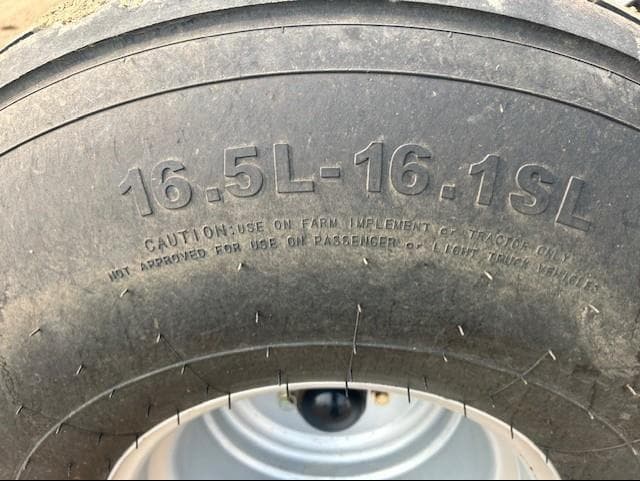 16.5L-16.1SL
CAUTION:USE ON FARM IMPLEMENT or TRACTOR ONLY
NOT APPROVED FOR USE ON PASSENGER or LIGHT TRUCK VEHICLES